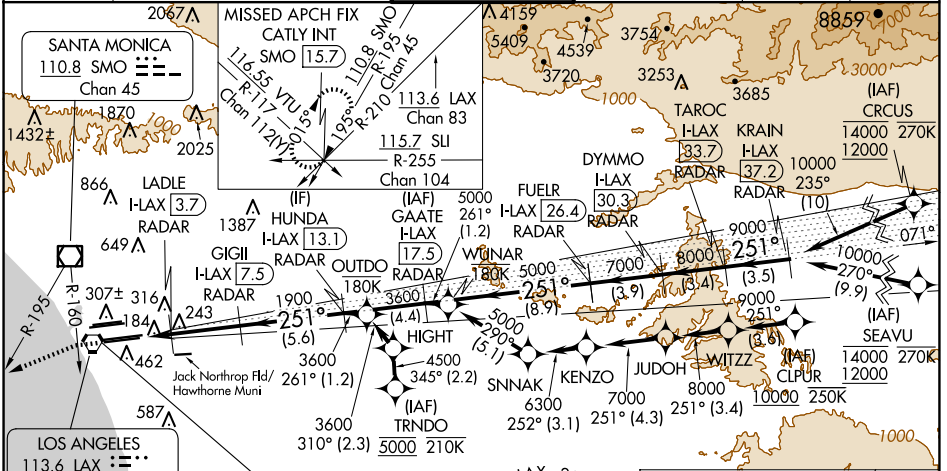 2067
MISSED APCH FIX
CATLY INT
SMO 15.7
SANTA MONICA
110.8 SMO
Chan 45
116.55 VTU
R-117
Chan 112(Y)
015°
195°
110.8 SMO
R-195
Chan 45
R-210
113.6 LAX
Chan 83
115.7 SLI
R-255
Chan 104
4159
5409
4539
3754
3720
3253
3685
8859
7000
3000
1000
1432±
1870
1000
2025
866
649
1387
307±
316
184
243
462
587
R-195
R-160
LADLE
I-LAX 3.7
RADAR
GIGII
I-LAX 7.5
RADAR
(IF)
HUNDA
I-LAX 13.1
RADAR
OUTDO
180K
(IAF)
GAATE
I-LAX
17.5
RADAR
5000
261°
(1.2)
WUNAR
180K
FUELR
I-LAX 26.4
RADAR
DYMMO
I-LAX
30.3
RADAR
TAROC
I-LAX
33.7
RADAR
KRAIN
I-LAX
37.2
RADAR
10000
235°
(10)
(IAF)
CRCUS
14000 270K
12000
071°
1900
251°
(5.6)
3600
(4.4)
5000
251°
(8.9)
7000
(3.9)
8000
(3.4)
9000
251°
(3.5)
10000
270°
(9.9)
(IAF)
SEAVU
14000 270K
12000
3600
261° (1.2)
HIGHT
4500
345° (2.2)
(IAF)
TRNDO
5000 210K
3600
310° (2.3)
5000
290°
(5.1)
SNNAK
6300
252° (3.1)
KENZO
7000
251° (4.3)
JUDOH
8000
251° (3.4)
WITZZ
9000
251°
(3.6)
(IAF)
CLPUR
10000 250K
Jack Northrop Fld/
Hawthorne Muni
LOS ANGELES
113.6 LAX
1000